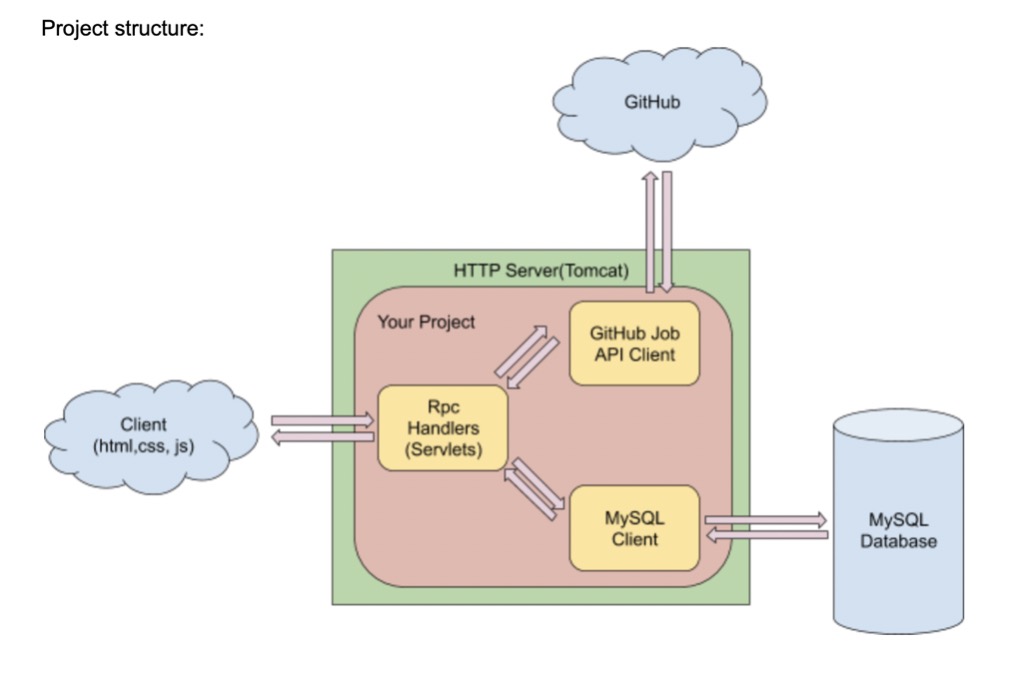 Project structure:
GitHub
HTTP Server(Tomcat)
Your Project
GitHub Job
API Client
Rpc
Handlers
(Servlets)
Client
(html,css, js)
MySQL
Client
MySQL
Database